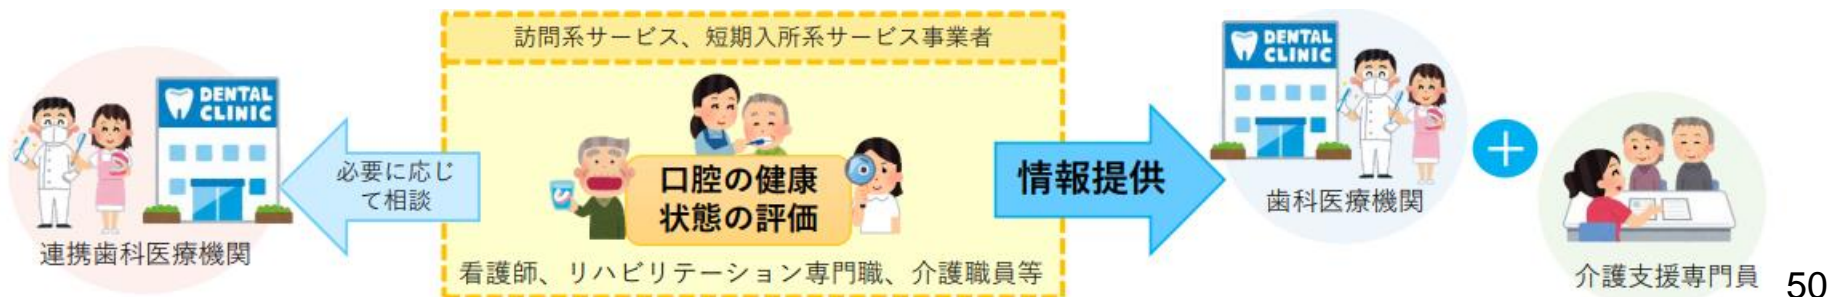 訪問系サービス、短期入所系サービス事業者
DENTAL
CLINIC
必要に応じ
て相談
連携歯科医療機関
口腔の健康
状態の評価
看護師、リハビリテーション専門職、介護職員等
情報提供
DENTAL
CLINIC
歯科医療機関
介護支援専門員
50